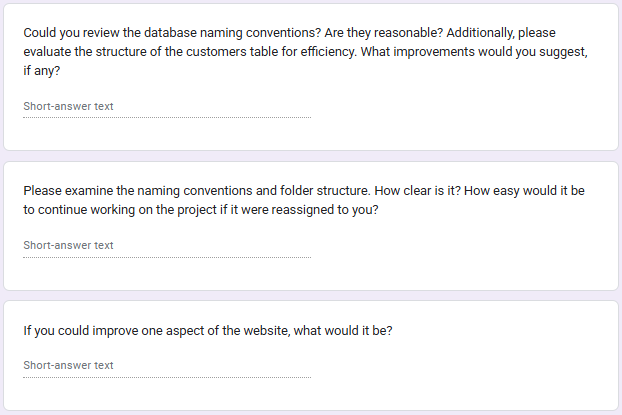 Could you review the database naming conventions? Are they reasonable? Additionally, please
evaluate the structure of the customers table for efficiency. What improvements would you suggest,
if any?
Short-answer text
Please examine the naming conventions and folder structure. How clear is it? How easy would it be
to continue working on the project if it were reassigned to you?
Short-answer text
If you could improve one aspect of the website, what would it be?
Short-answer text